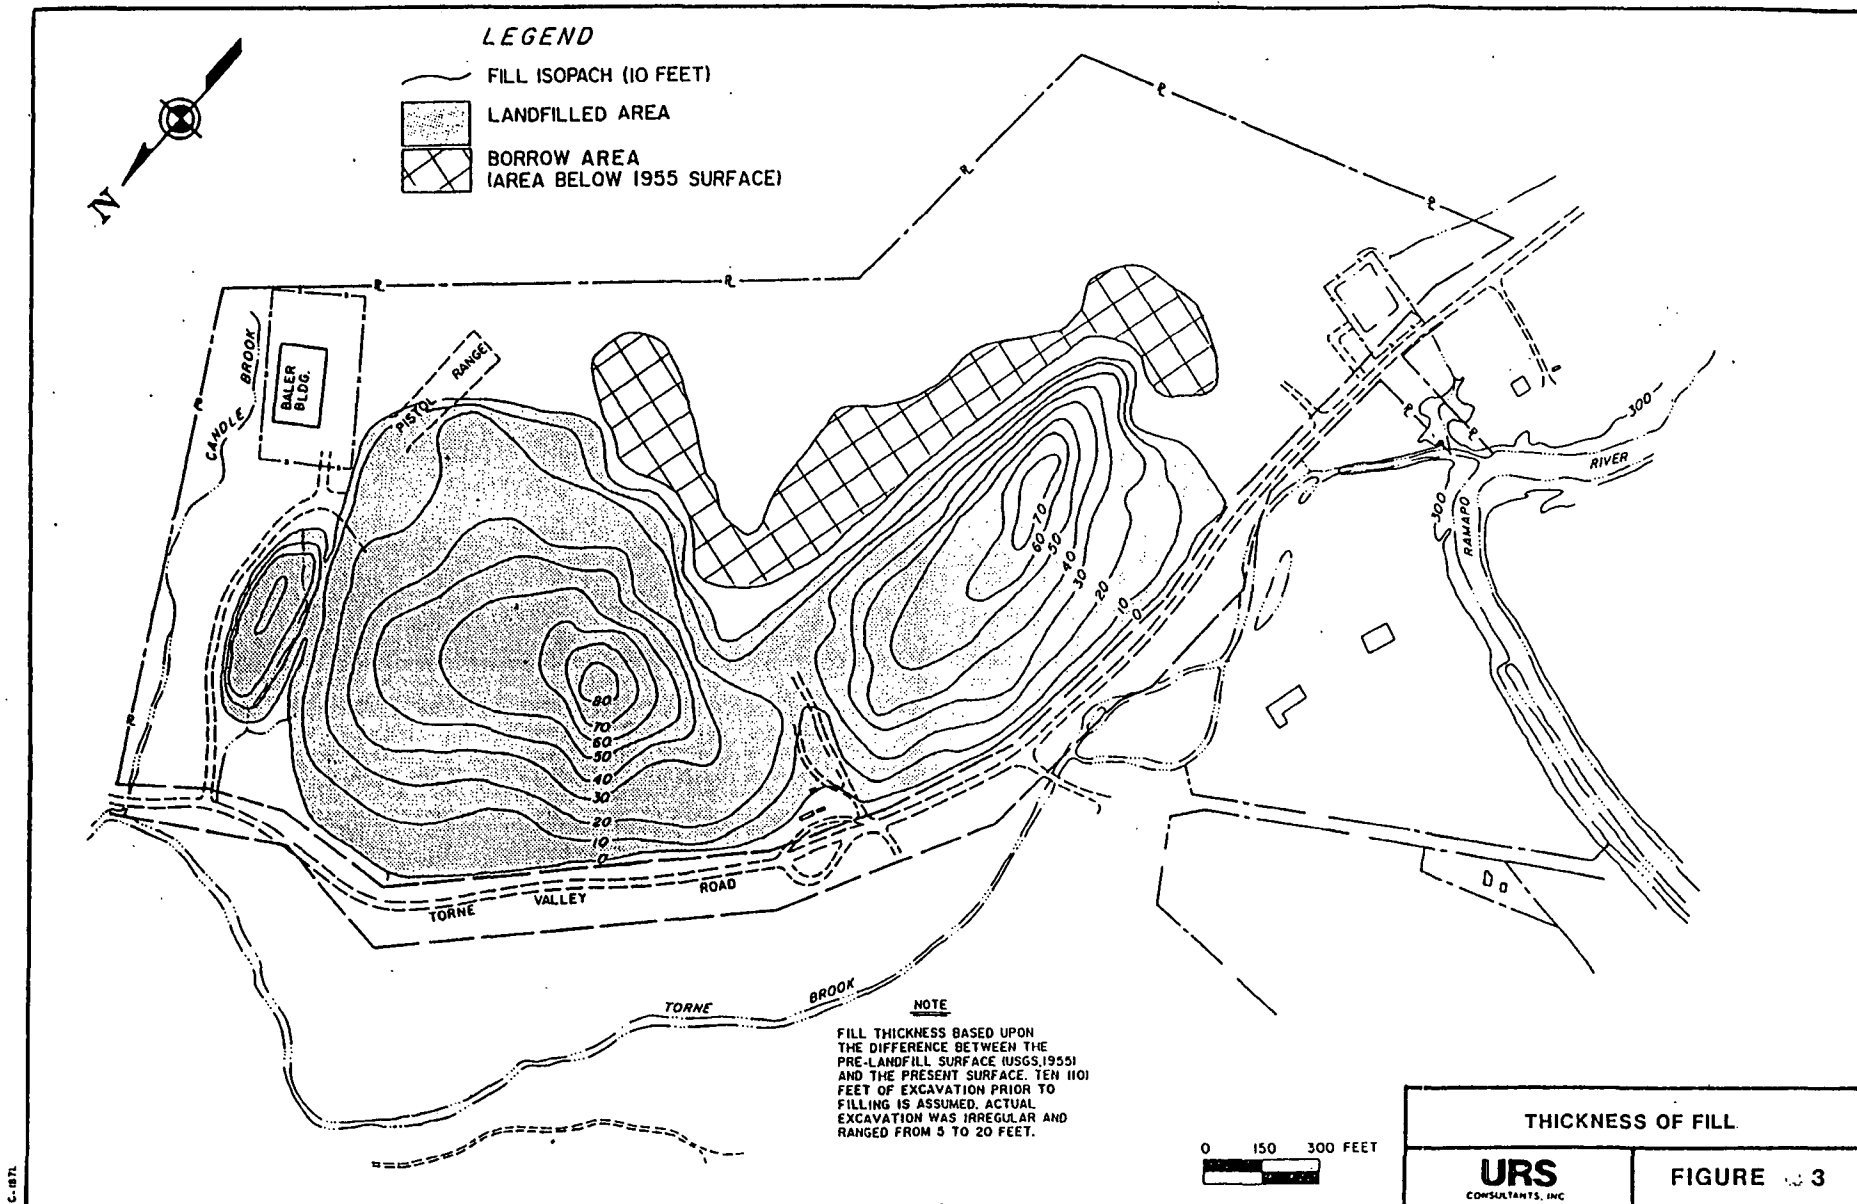 LEGEND
FILL ISOPACH (10 FEET)
LANDFILLED AREA
BORROW AREA
(AREA BELOW 1955 SURFACE)
N
CANDLE BROOK
BALER
BLDG.
PISTOL RANGE
80
70
60
50
40
30
20
10
0
70
60
50
40
30
20
10
0
300
RIVER
300
RAMAPO
TORNE VALLEY ROAD
TORNE BROOK
NOTE
FILL THICKNESS BASED UPON
THE DIFFERENCE BETWEEN THE
PRE-LANDFILL SURFACE (USGS,1955)
AND THE PRESENT SURFACE. TEN (10)
FEET OF EXCAVATION PRIOR TO
FILLING IS ASSUMED. ACTUAL
EXCAVATION WAS IRREGULAR AND
RANGED FROM 5 TO 20 FEET.
0 150 300 FEET
THICKNESS OF FILL
URS
CONSULTANTS, INC
FIGURE 3